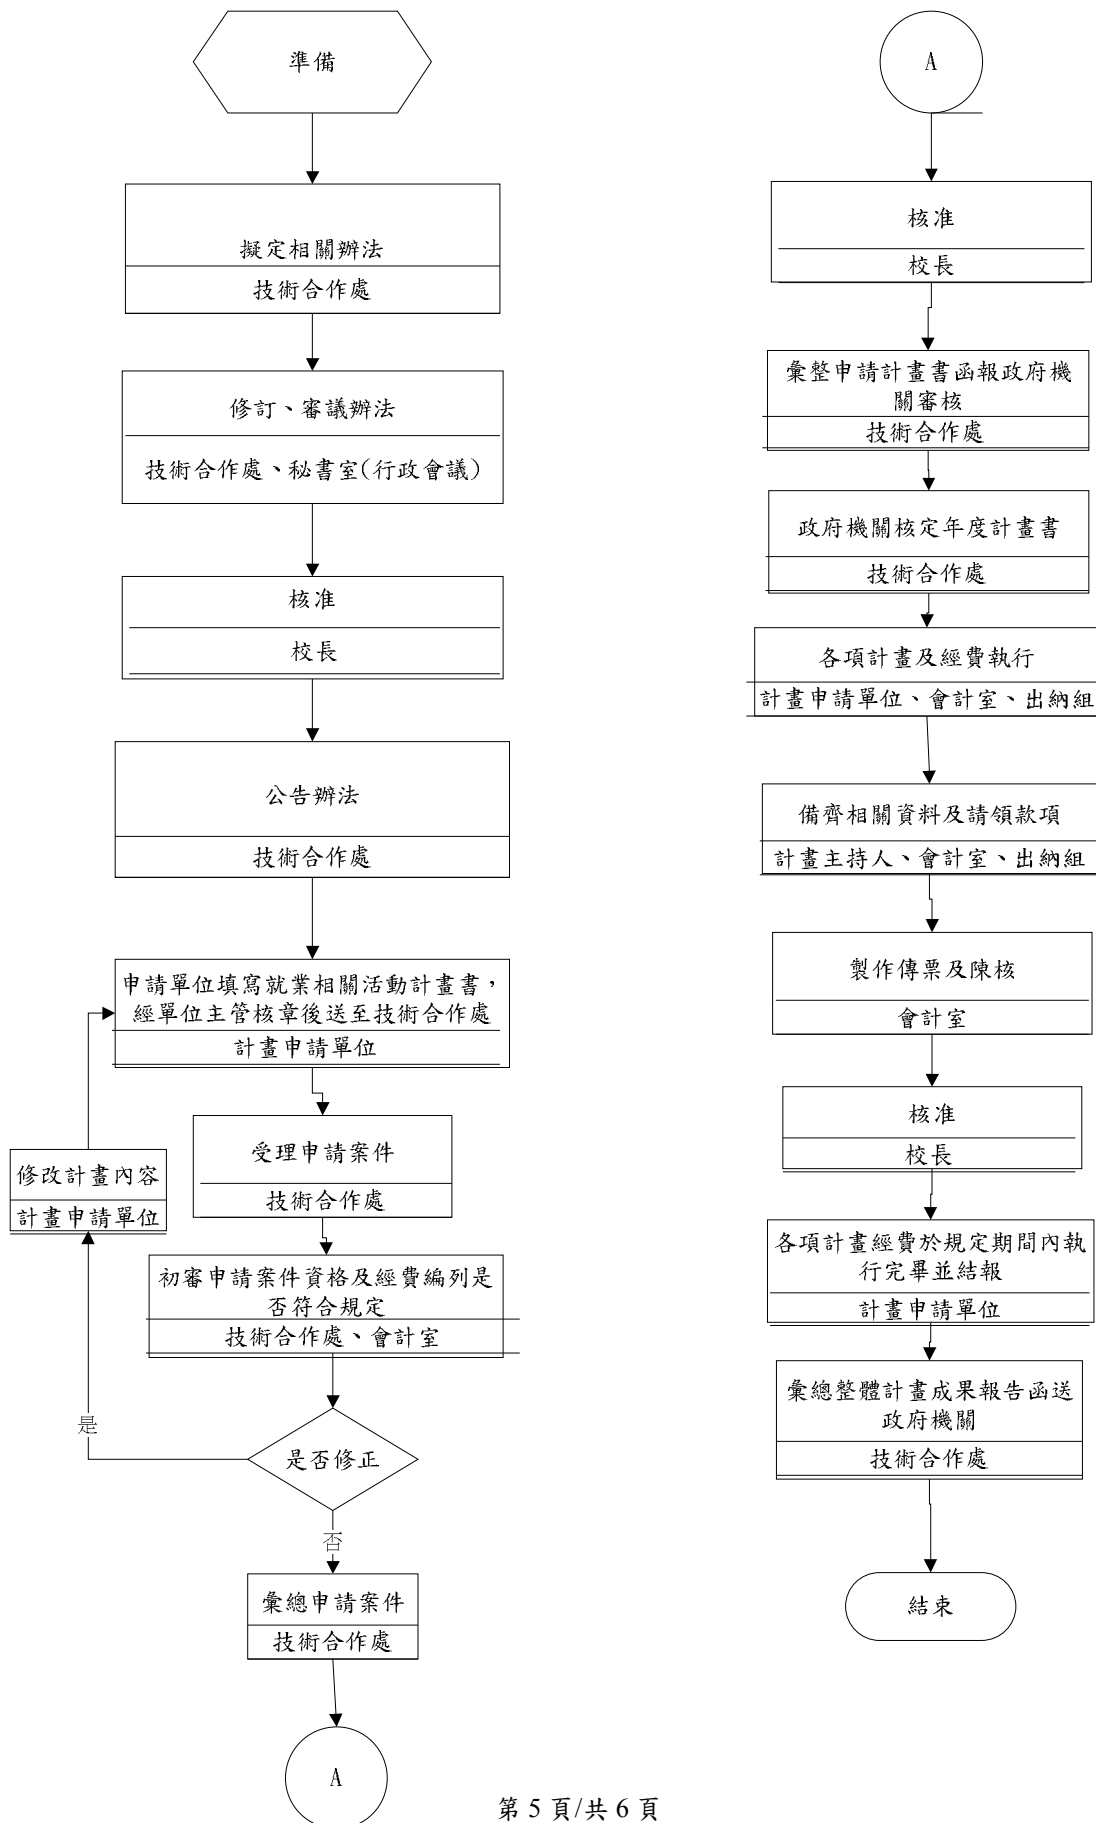 準備
擬定相關辦法
技術合作處
修訂、審議辦法
技術合作處、秘書室(行政會議)
核准
校長
公告辦法
技術合作處
申請單位填寫就業相關活動計畫書，
經單位主管核章後送至技術合作處
計畫申請單位
受理申請案件
技術合作處
修改計畫內容
計畫申請單位
初審申請案件資格及經費編列是
否符合規定
技術合作處、會計室
是
是否修正
否
彙總申請案件
技術合作處
A
A
核准
校長
彙整申請計畫書函報政府機
關審核
技術合作處
政府機關核定年度計畫書
技術合作處
各項計畫及經費執行
計畫申請單位、會計室、出納組
備齊相關資料及請領款項
計畫主持人、會計室、出納組
製作傳票及陳核
會計室
核准
校長
各項計畫經費於規定期間內執
行完畢並結報
計畫申請單位
彙總整體計畫成果報告函送
政府機關
技術合作處
結束
第 5 頁/共 6 頁